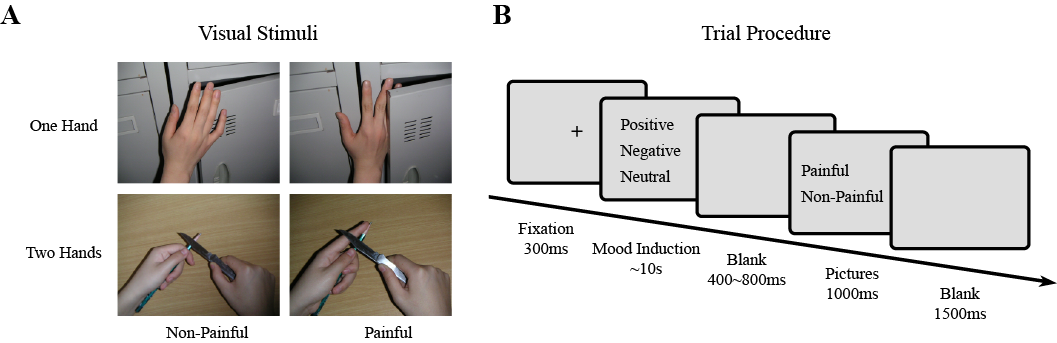 A
Visual Stimuli
One Hand
Two Hands
Non-Painful
Painful
B
Trial Procedure
+
Positive
Negative
Neutral
Painful
Non-Painful
Fixation
300ms
Mood Induction
~10s
Blank
400~800ms
Pictures
1000ms
Blank
1500ms